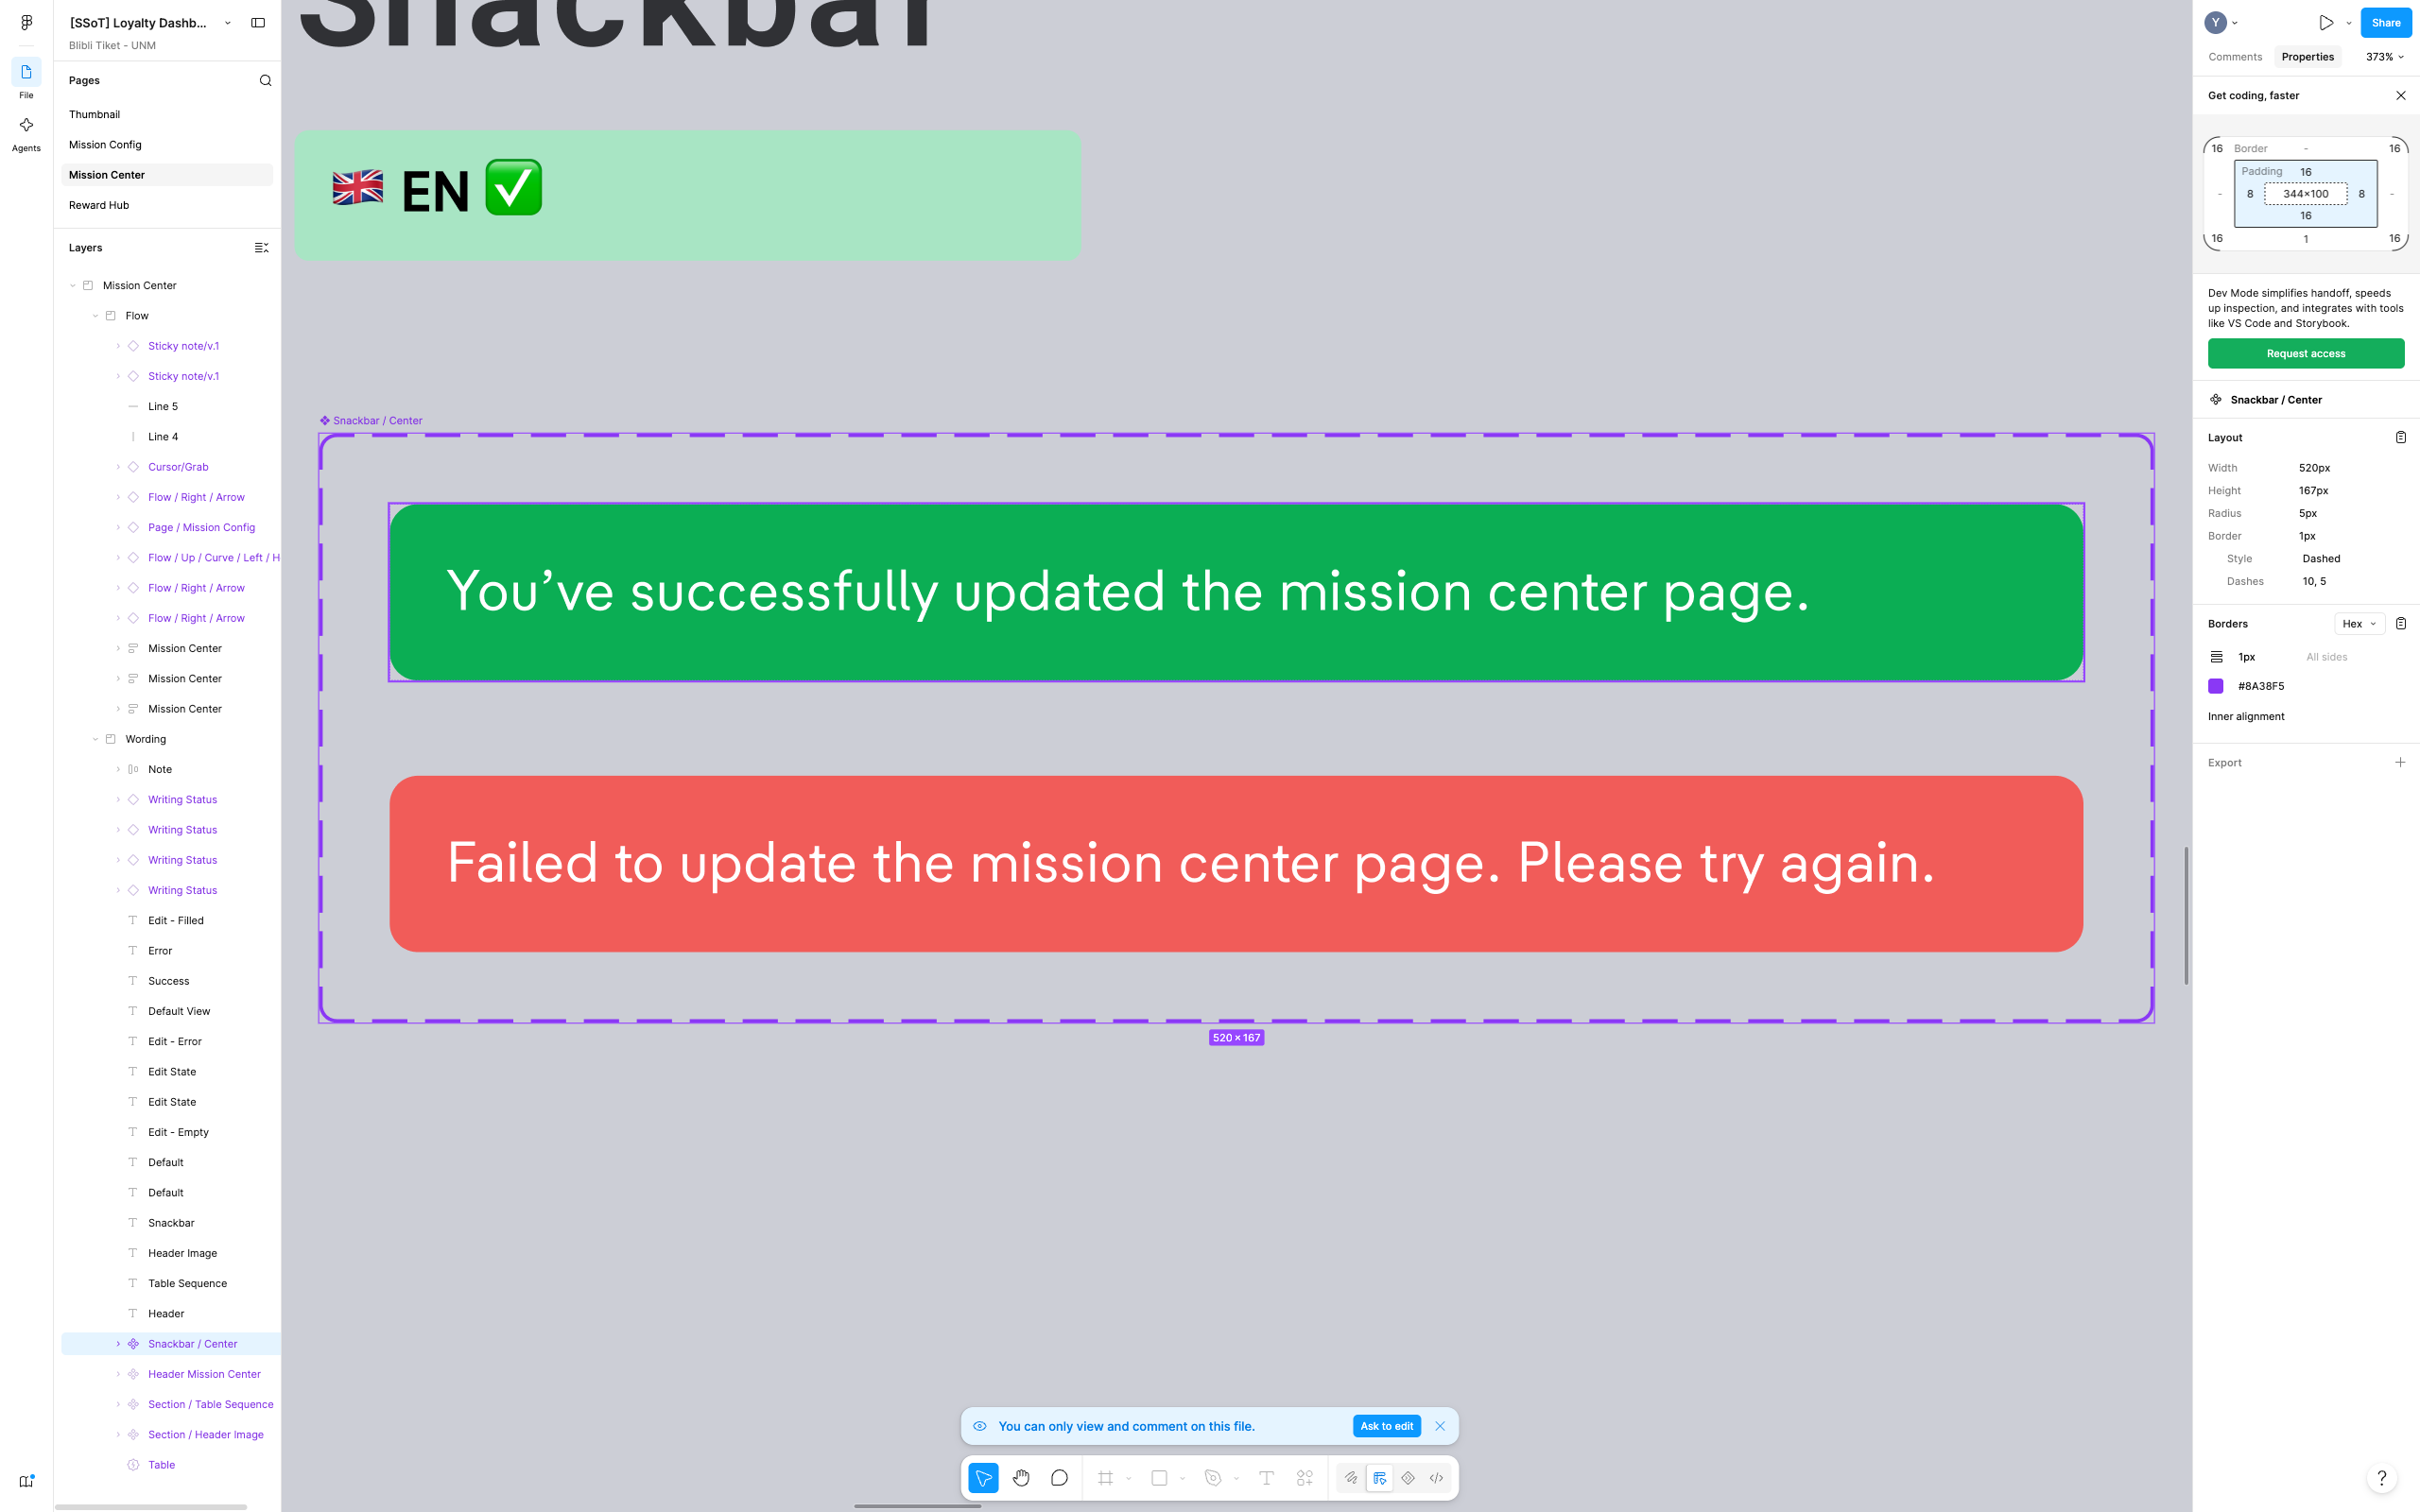 [SSoT] Loyalty Dashb...
Blibli Tiket - UNM
File
Agents
Pages
Thumbnail
Mission Config
Mission Center
Reward Hub
Layers
Mission Center
Flow
Sticky note/v.1
Sticky note/v.1
Line 5
Line 4
Cursor/Grab
Flow / Right / Arrow
Page / Mission Config
Flow / Up / Curve / Left / H
Flow / Right / Arrow
Flow / Right / Arrow
Mission Center
Mission Center
Mission Center
Wording
Note
Writing Status
Writing Status
Writing Status
Writing Status
Edit - Filled
Error
Success
Default View
Edit - Error
Edit State
Edit State
Edit - Empty
Default
Default
Snackbar
Header Image
Table Sequence
Header
Snackbar / Center
Header Mission Center
Section / Table Sequence
Section / Header Image
Table
Snackbar
🇬🇧 EN ✅
Snackbar / Center
You’ve successfully updated the mission center page.
Failed to update the mission center page. Please try again.
520 × 167
You can only view and comment on this file.
Ask to edit
Y
Share
Comments
Properties
373%
Get coding, faster
16 Border - 16
Padding 16
- 8 344×100 8 -
16
16 1 16
Dev Mode simplifies handoff, speeds
up inspection, and integrates with tools
like VS Code and Storybook.
Request access
Snackbar / Center
Layout
Width 520px
Height 167px
Radius 5px
Border 1px
Style Dashed
Dashes 10, 5
Borders
Hex
1px All sides
#8A38F5
Inner alignment
Export
?